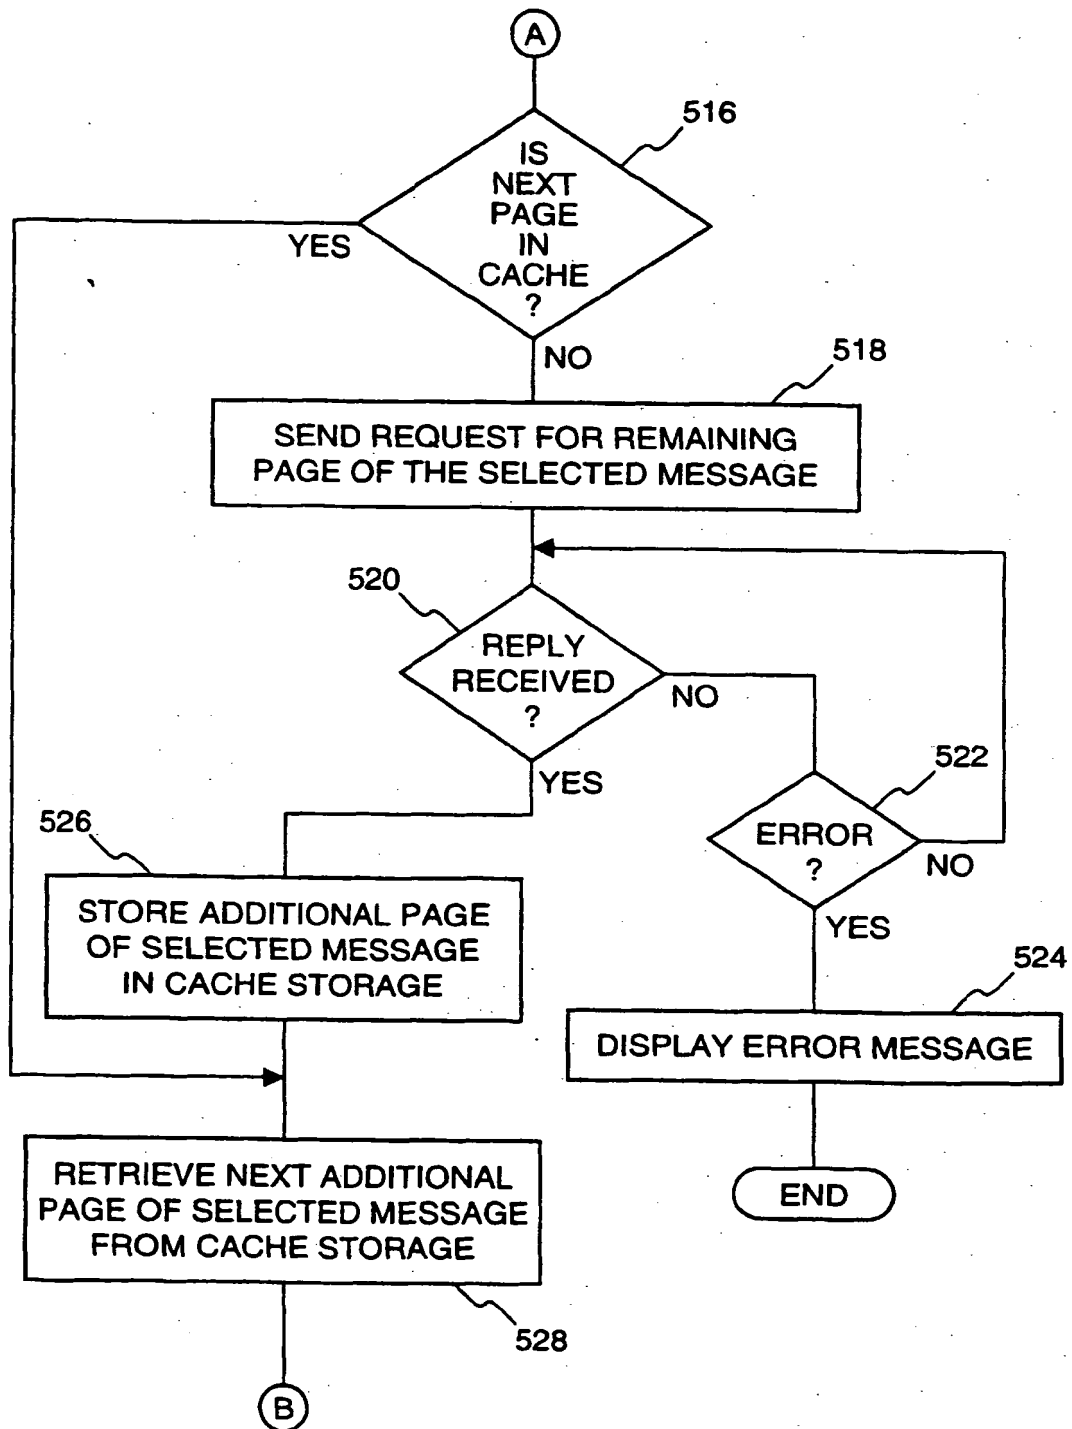 A
516
IS
NEXT
PAGE
IN
CACHE
?
YES
NO
518
SEND REQUEST FOR REMAINING
PAGE OF THE SELECTED MESSAGE
520
REPLY
RECEIVED
?
NO
YES
522
ERROR
?
NO
YES
526
STORE ADDITIONAL PAGE
OF SELECTED MESSAGE
IN CACHE STORAGE
524
DISPLAY ERROR MESSAGE
RETRIEVE NEXT ADDITIONAL
PAGE OF SELECTED MESSAGE
FROM CACHE STORAGE
END
528
B